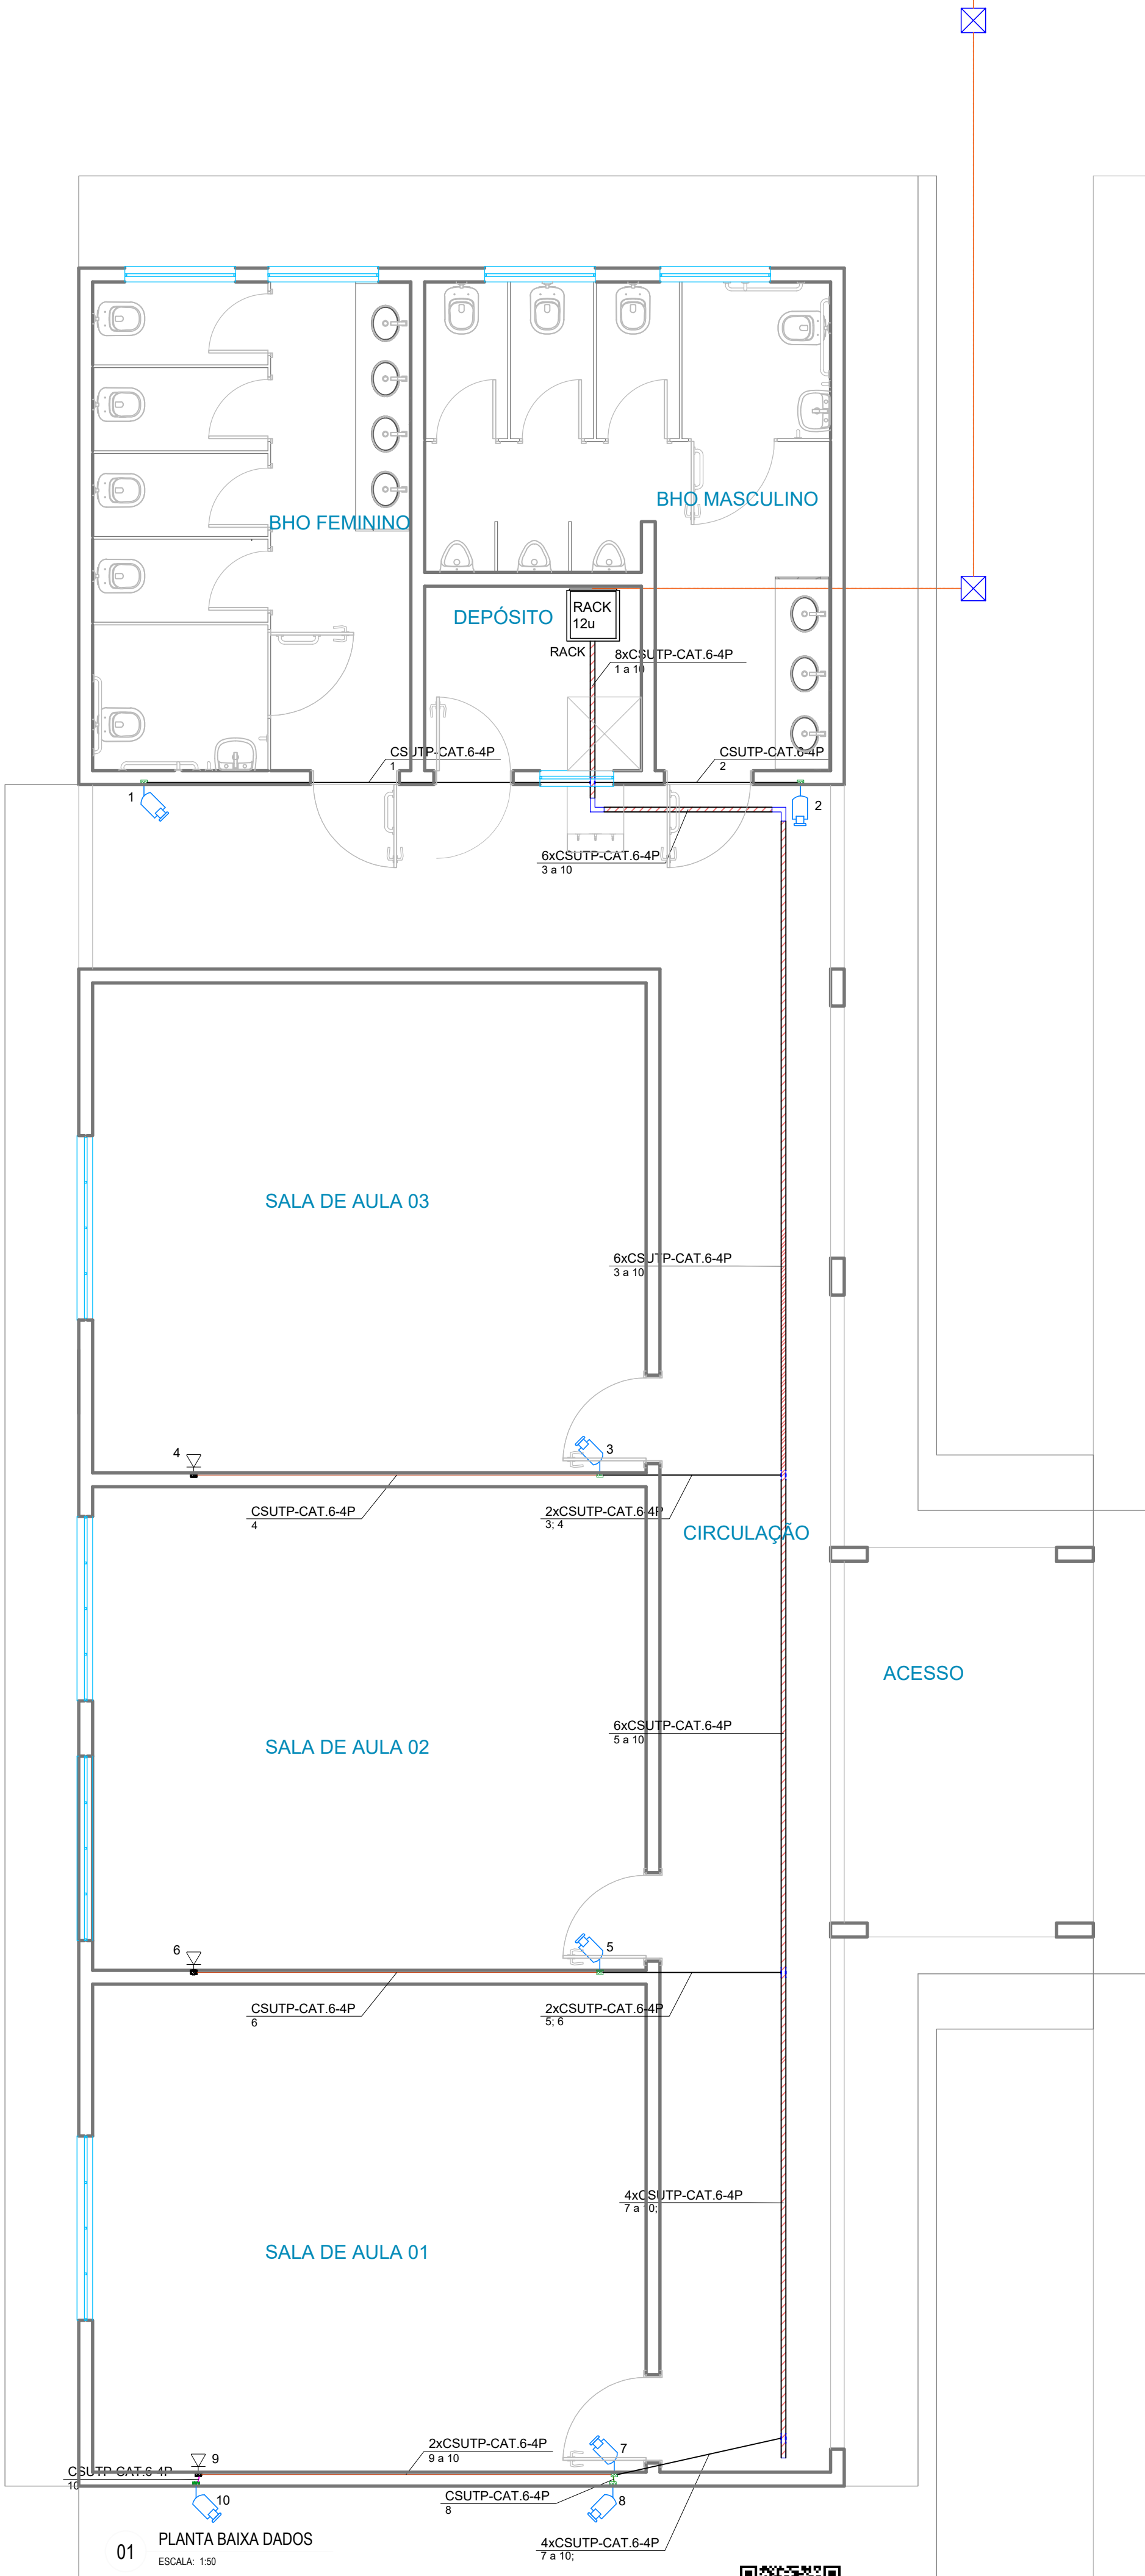 BHO MASCULINO
BHO FEMININO
DEPÓSITO
RACK
12u
RACK
8xCSUTP-CAT.6-4P
1 a 10
CSUTP-CAT.6-4P
1
CSUTP-CAT.6-4P
2
1
2
6xCSUTP-CAT.6-4P
3 a 10
SALA DE AULA 03
6xCSUTP-CAT.6-4P
3 a 10
4
3
CSUTP-CAT.6-4P
4
2xCSUTP-CAT.6-4P
3; 4
CIRCULAÇÃO
ACESSO
6xCSUTP-CAT.6-4P
5 a 10
SALA DE AULA 02
6
5
CSUTP-CAT.6-4P
6
2xCSUTP-CAT.6-4P
5; 6
4xCSUTP-CAT.6-4P
7 a 10;
SALA DE AULA 01
2xCSUTP-CAT.6-4P
9 a 10
7
9
CSUTP-CAT.6-4P
10
10
CSUTP-CAT.6-4P
8
8
01
PLANTA BAIXA DADOS
ESCALA: 1:50
4xCSUTP-CAT.6-4P
7 a 10;